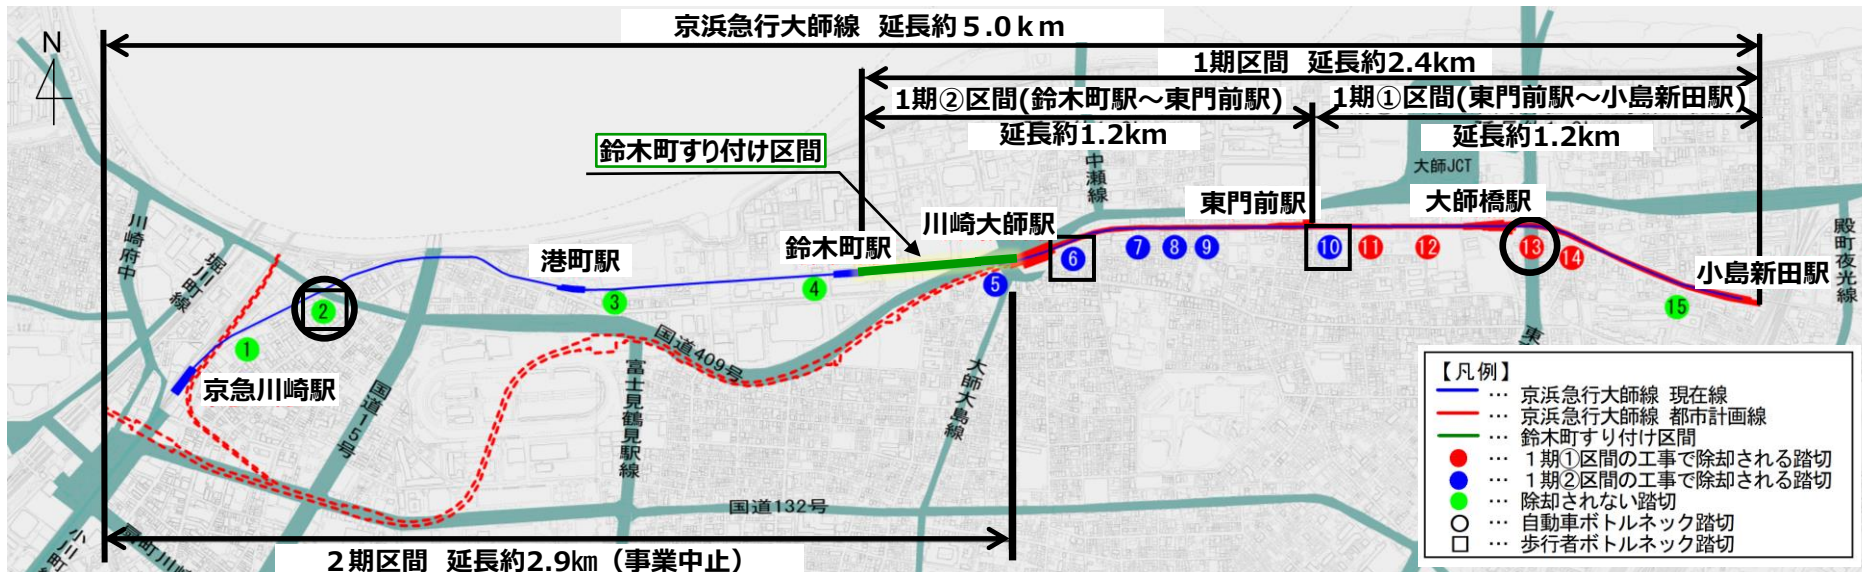 京浜急行大師線 延長約5.0km
N
1期区間 延長約2.4km
1期②区間(鈴木町駅~東門前駅)
1期①区間(東門前駅~小島新田駅)
延長約1.2km
延長約1.2km
鈴木町すり付け区間
中瀬線
大師JCT
川崎府中
堀川町線
港町駅
鈴木町駅
川崎大師駅
東門前駅
大師橋駅
殿町夜光線
小島新田駅
1
2
3
4
5
6
7
8
9
10
11
12
13
14
15
京急川崎駅
国道15号
国道409号
富士見鶴見駅線
大師大島線
国道132号
小川町線
2期区間 延長約2.9㎞(事業中止)
【凡例】
… 京浜急行大師線 現在線
… 京浜急行大師線 都市計画線
… 鈴木町すり付け区間
… 1期①区間の工事で除却される踏切
… 1期②区間の工事で除却される踏切
… 除却されない踏切
… 自動車ボトルネック踏切
… 歩行者ボトルネック踏切